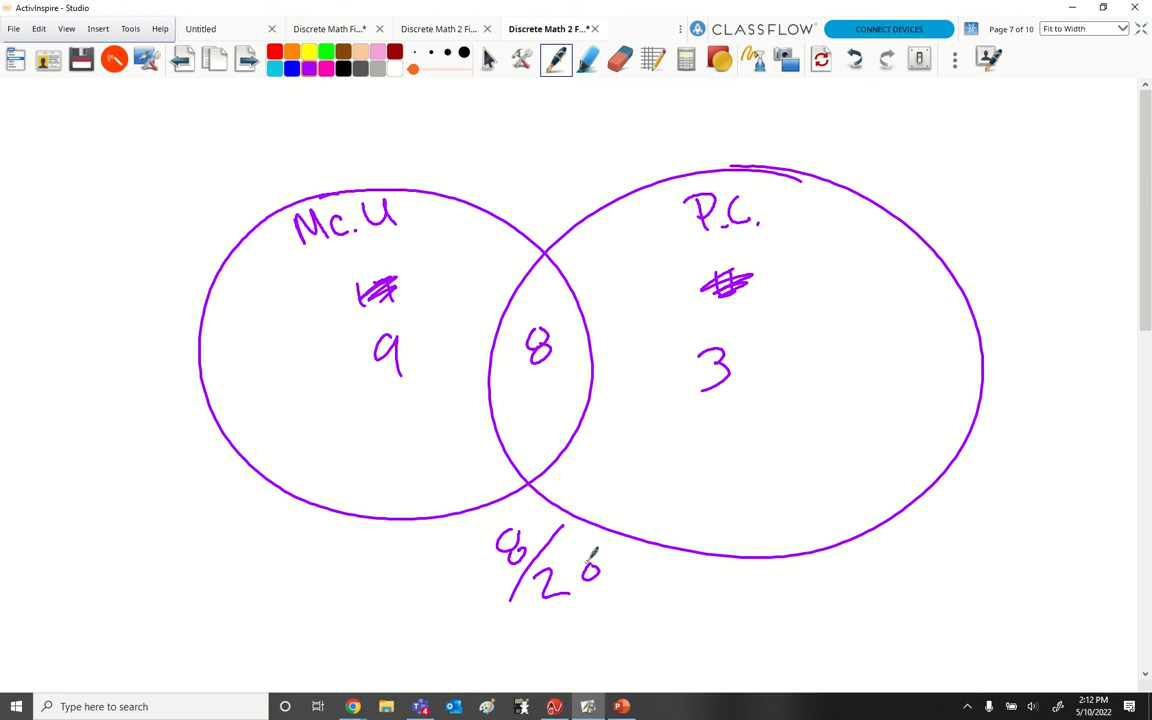 ActivInspire - Studio
File Edit View Insert Tools Help Untitled Discrete Math Fi...* Discrete Math 2 Fi... Discrete Math 2 F...* CLASSFLOW CONNECT DEVICES Page 7 of 10 Fit to Width
Mc.U P.C.
9 8 3
8/20
Type here to search 2:12 PM
5/10/2022